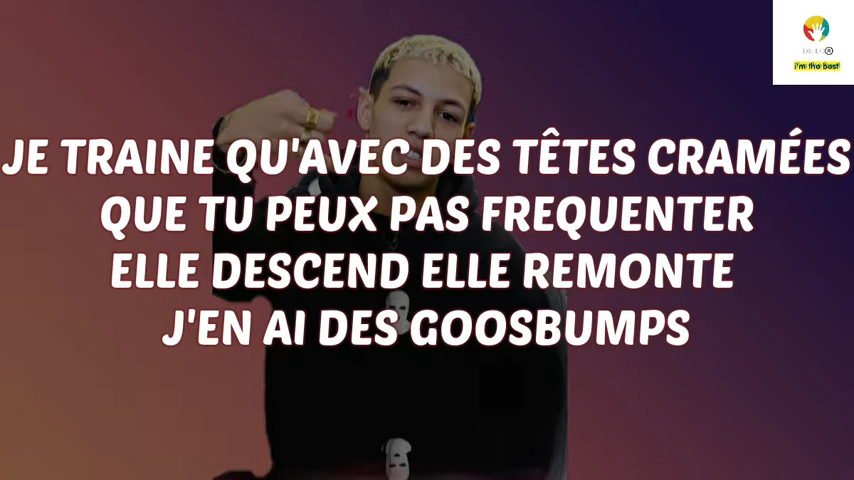 JE TRAINE QU'AVEC DES TÊTES CRAMÉES
QUE TU PEUX PAS FREQUENTER
ELLE DESCEND ELLE REMONTE
J'EN AI DES GOOSBUMPS
i'm the best